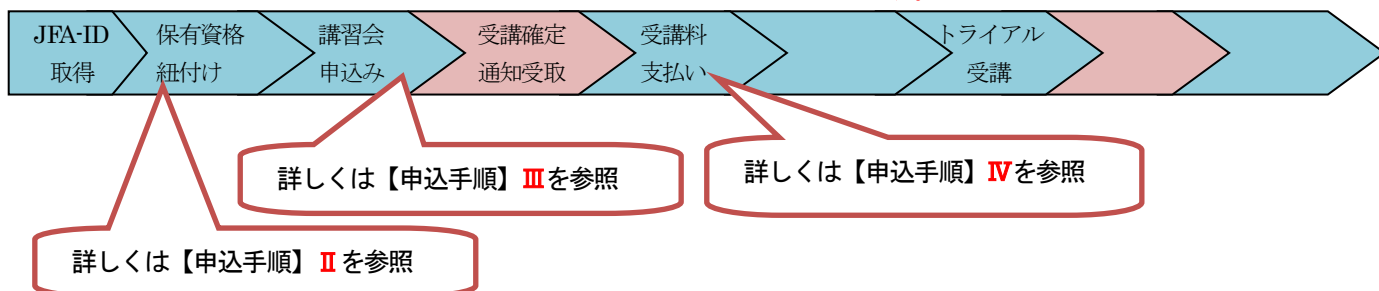 JFA-ID
取得
保有資格
紐付け
講習会
申込み
受講確定
通知受取
受講料
支払い
トライアル
受講
詳しくは【申込手順】Ⅲを参照
詳しくは【申込手順】Ⅳを参照
詳しくは【申込手順】Ⅱを参照